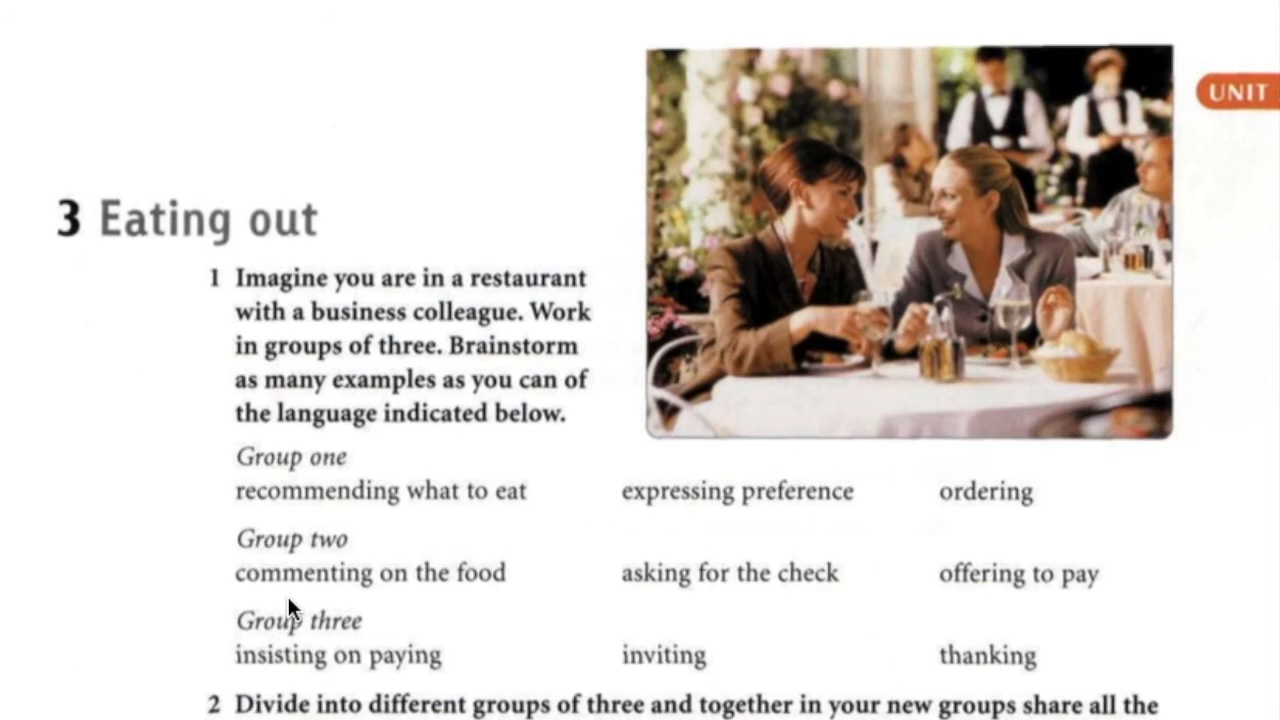 UNIT
3 Eating out
1 Imagine you are in a restaurant
with a business colleague. Work
in groups of three. Brainstorm
as many examples as you can of
the language indicated below.
Group one
recommending what to eat expressing preference ordering
Group two
commenting on the food asking for the check offering to pay
Group three
insisting on paying inviting thanking
2 Divide into different groups of three and together in your new groups share all the